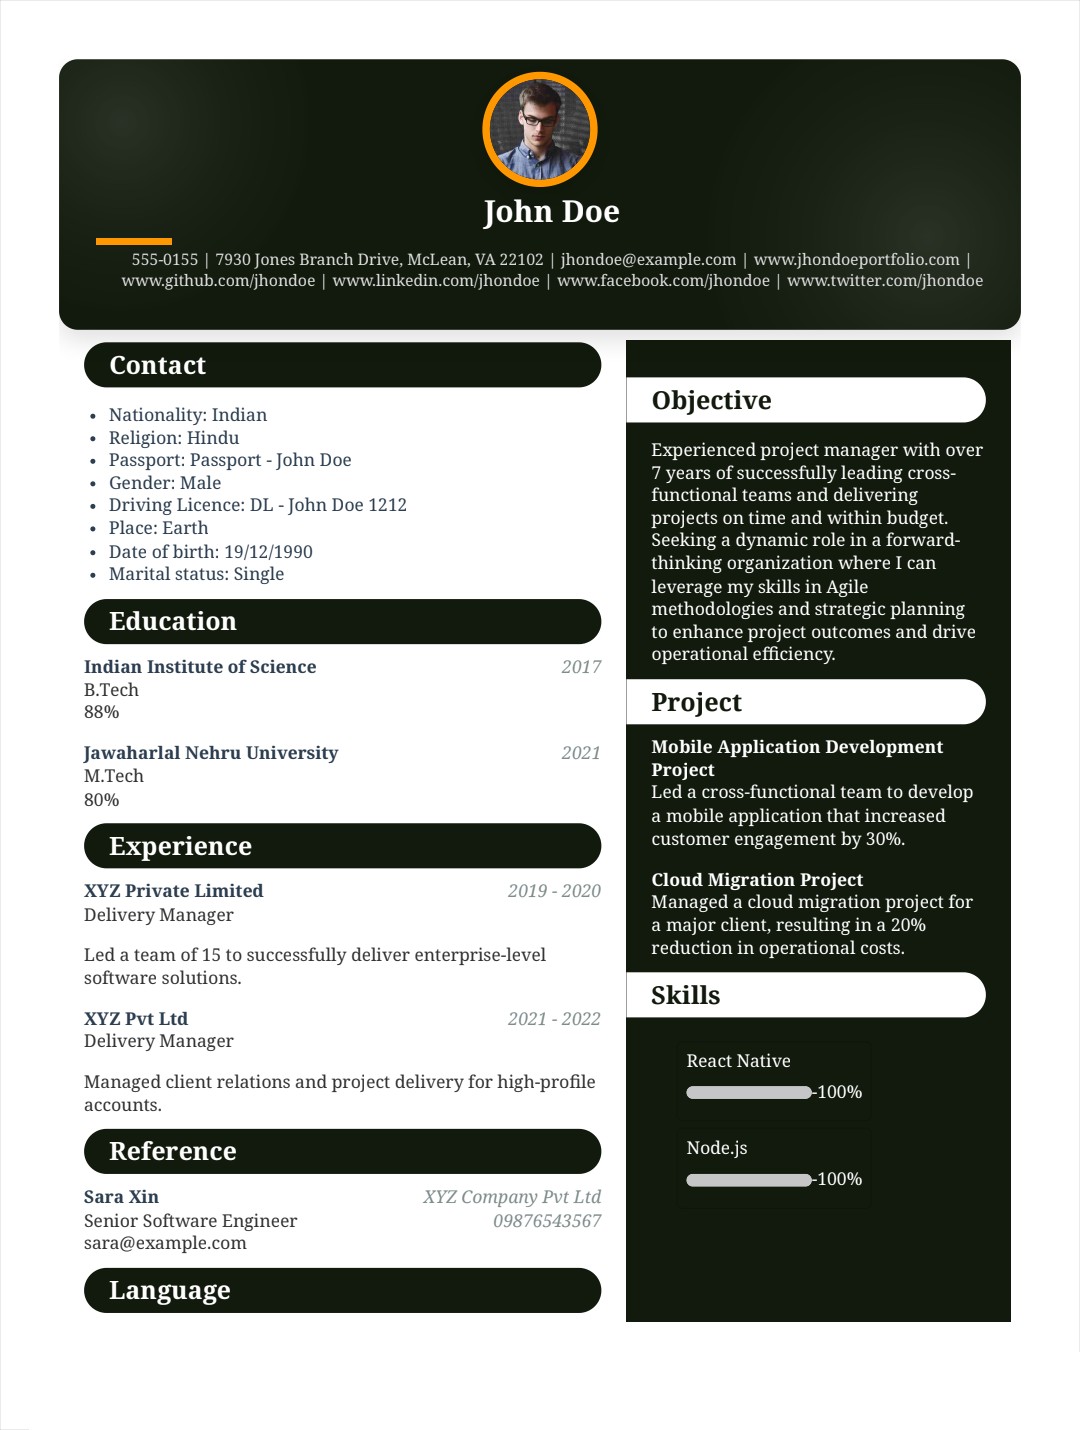 John Doe
555-0155 | 7930 Jones Branch Drive, McLean, VA 22102 | jhondoe@example.com | www.jhondoeportfolio.com |
www.github.com/jhondoe | www.linkedin.com/jhondoe | www.facebook.com/jhondoe | www.twitter.com/jhondoe
Contact
• Nationality: Indian
• Religion: Hindu
• Passport: Passport - John Doe
• Gender: Male
• Driving Licence: DL - John Doe 1212
• Place: Earth
• Date of birth: 19/12/1990
• Marital status: Single
Education
Indian Institute of Science 2017
B.Tech
88%
Jawaharlal Nehru University 2021
M.Tech
80%
Experience
XYZ Private Limited 2019 - 2020
Delivery Manager
Led a team of 15 to successfully deliver enterprise-level
software solutions.
XYZ Pvt Ltd 2021 - 2022
Delivery Manager
Managed client relations and project delivery for high-profile
accounts.
Reference
Sara Xin XYZ Company Pvt Ltd
Senior Software Engineer 09876543567
sara@example.com
Language
Objective
Experienced project manager with over
7 years of successfully leading cross-
functional teams and delivering
projects on time and within budget.
Seeking a dynamic role in a forward-
thinking organization where I can
leverage my skills in Agile
methodologies and strategic planning
to enhance project outcomes and drive
operational efficiency.
Project
Mobile Application Development
Project
Led a cross-functional team to develop
a mobile application that increased
customer engagement by 30%.
Cloud Migration Project
Managed a cloud migration project for
a major client, resulting in a 20%
reduction in operational costs.
Skills
React Native
-100%
Node.js
-100%